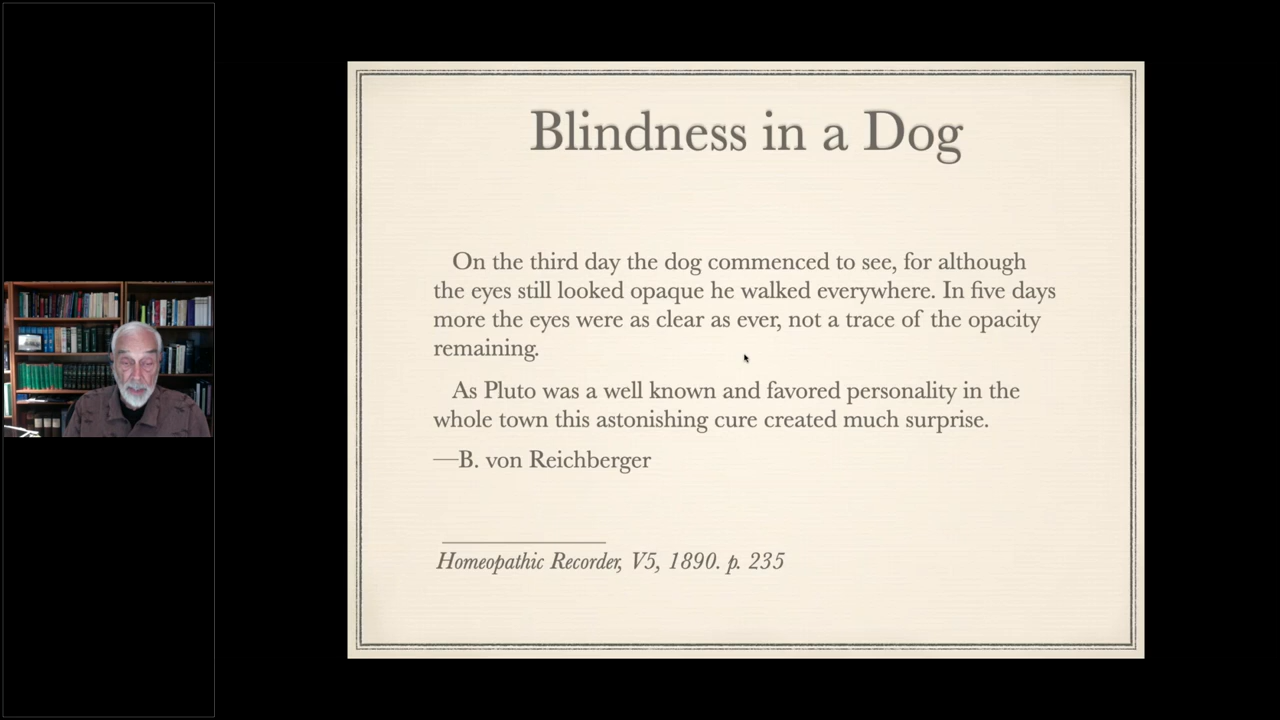 Blindness in a Dog
On the third day the dog commenced to see, for although
the eyes still looked opaque he walked everywhere. In five days
more the eyes were as clear as ever, not a trace of the opacity
remaining.
As Pluto was a well known and favored personality in the
whole town this astonishing cure created much surprise.
—B. von Reichberger
Homeopathic Recorder, V5, 1890. p. 235